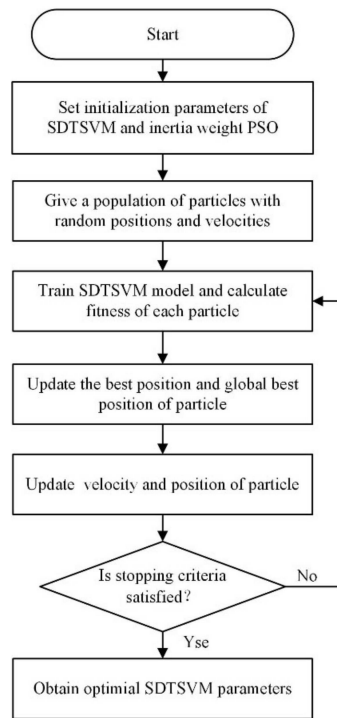 Start
Set initialization parameters of
SDTSVM and inertia weight PSO
Give a population of particles with
random positions and velocities
Train SDTSVM model and calculate
fitness of each particle
Update the best position and global best
position of particle
Update velocity and position of particle
Is stopping criteria
satisfied?
No
Yse
Obtain optimial SDTSVM parameters